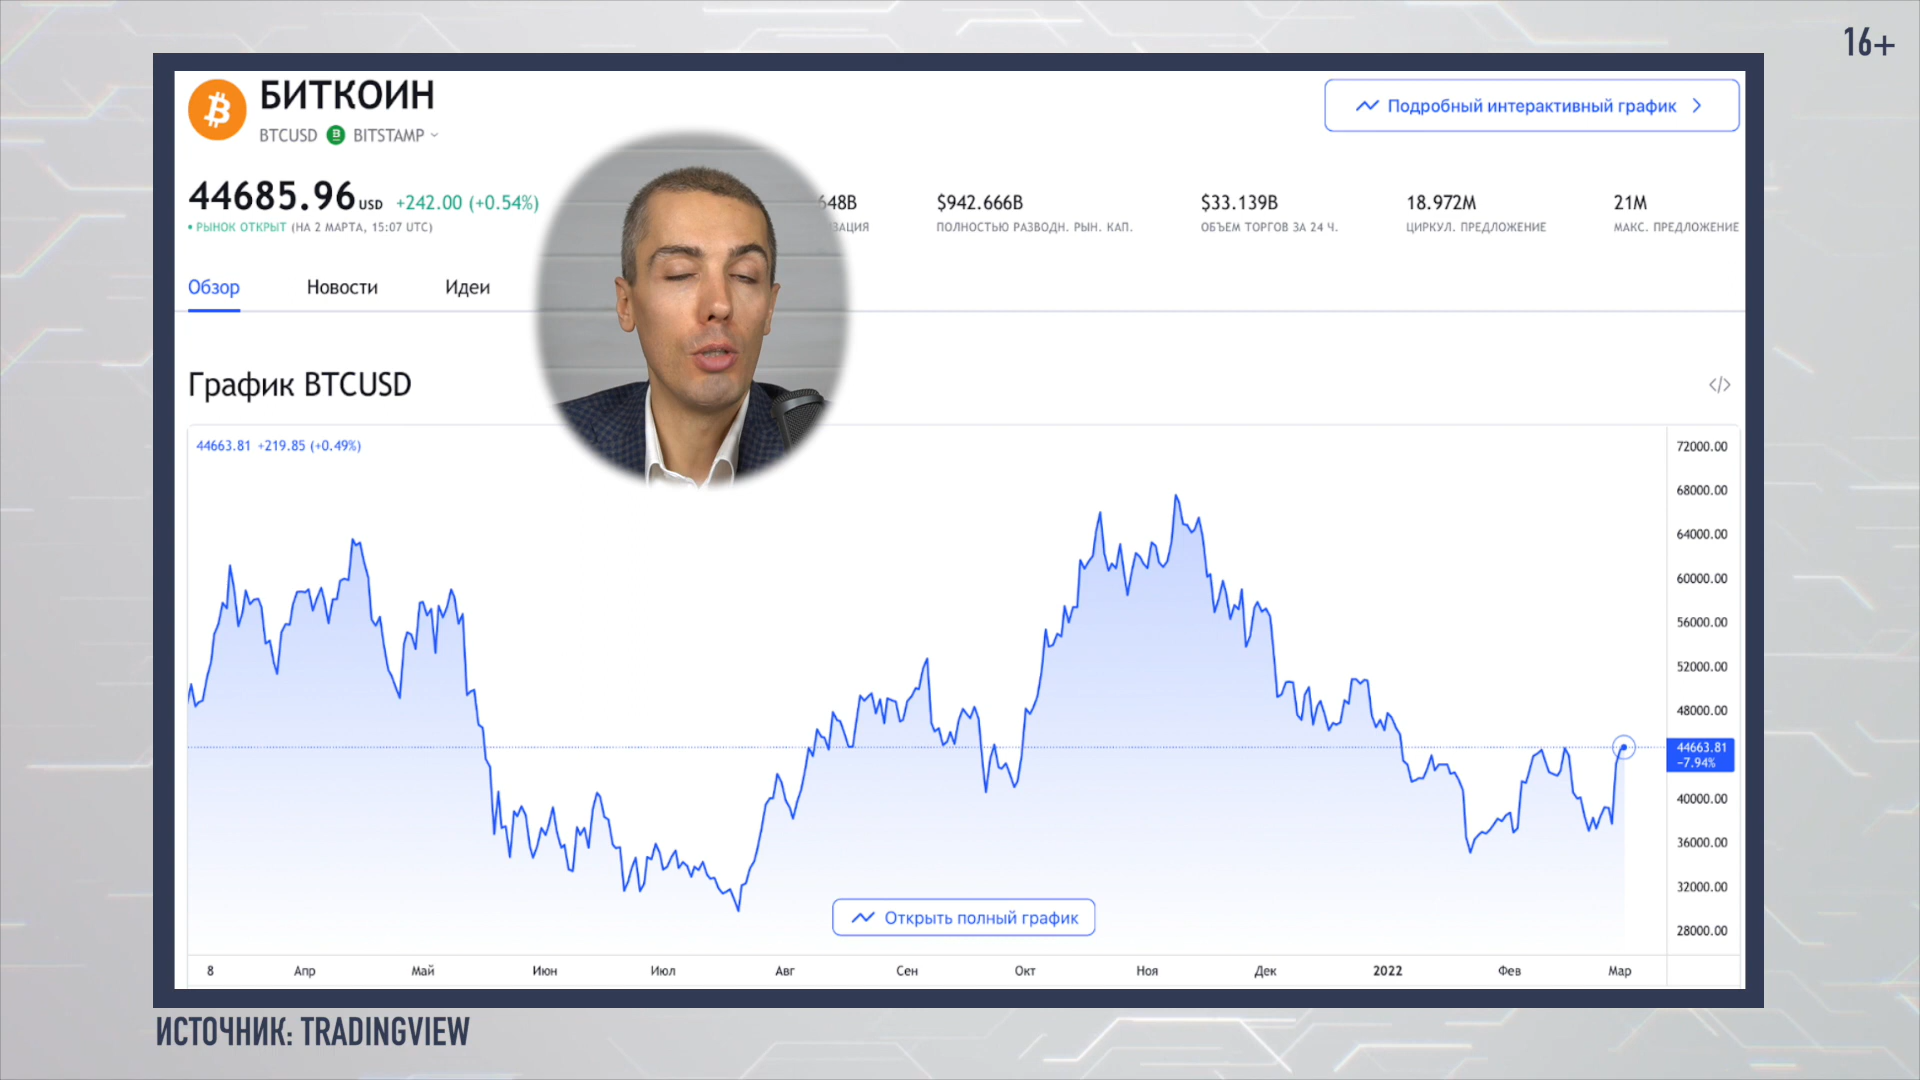 16+
БИТКОИН
BTCUSD BITSTAMP
Подробный интерактивный график
44685.96 USD +242.00 (+0.54%)
648B $942.666B $33.139B 18.972M 21M
РЫНОК ОТКРЫТ (НА 2 МАРТА, 15:07 UTC)
ПОЛНОСТЬЮ РАЗВОДН. РЫН. КАП. ОБЪЕМ ТОРГОВ ЗА 24 Ч. ЦИРКУЛ. ПРЕДЛОЖЕНИЕ МАКС. ПРЕДЛОЖЕНИЕ
Обзор Новости Идеи
График BTCUSD
</>
44663.81 +219.85 (+0.49%)
72000.00
68000.00
64000.00
60000.00
56000.00
52000.00
48000.00
44663.81
−7.94%
40000.00
36000.00
32000.00
28000.00
Открыть полный график
8 Апр Май Июн Июл Авг Сен Окт Ноя Дек 2022 Фев Мар
ИСТОЧНИК: TRADINGVIEW